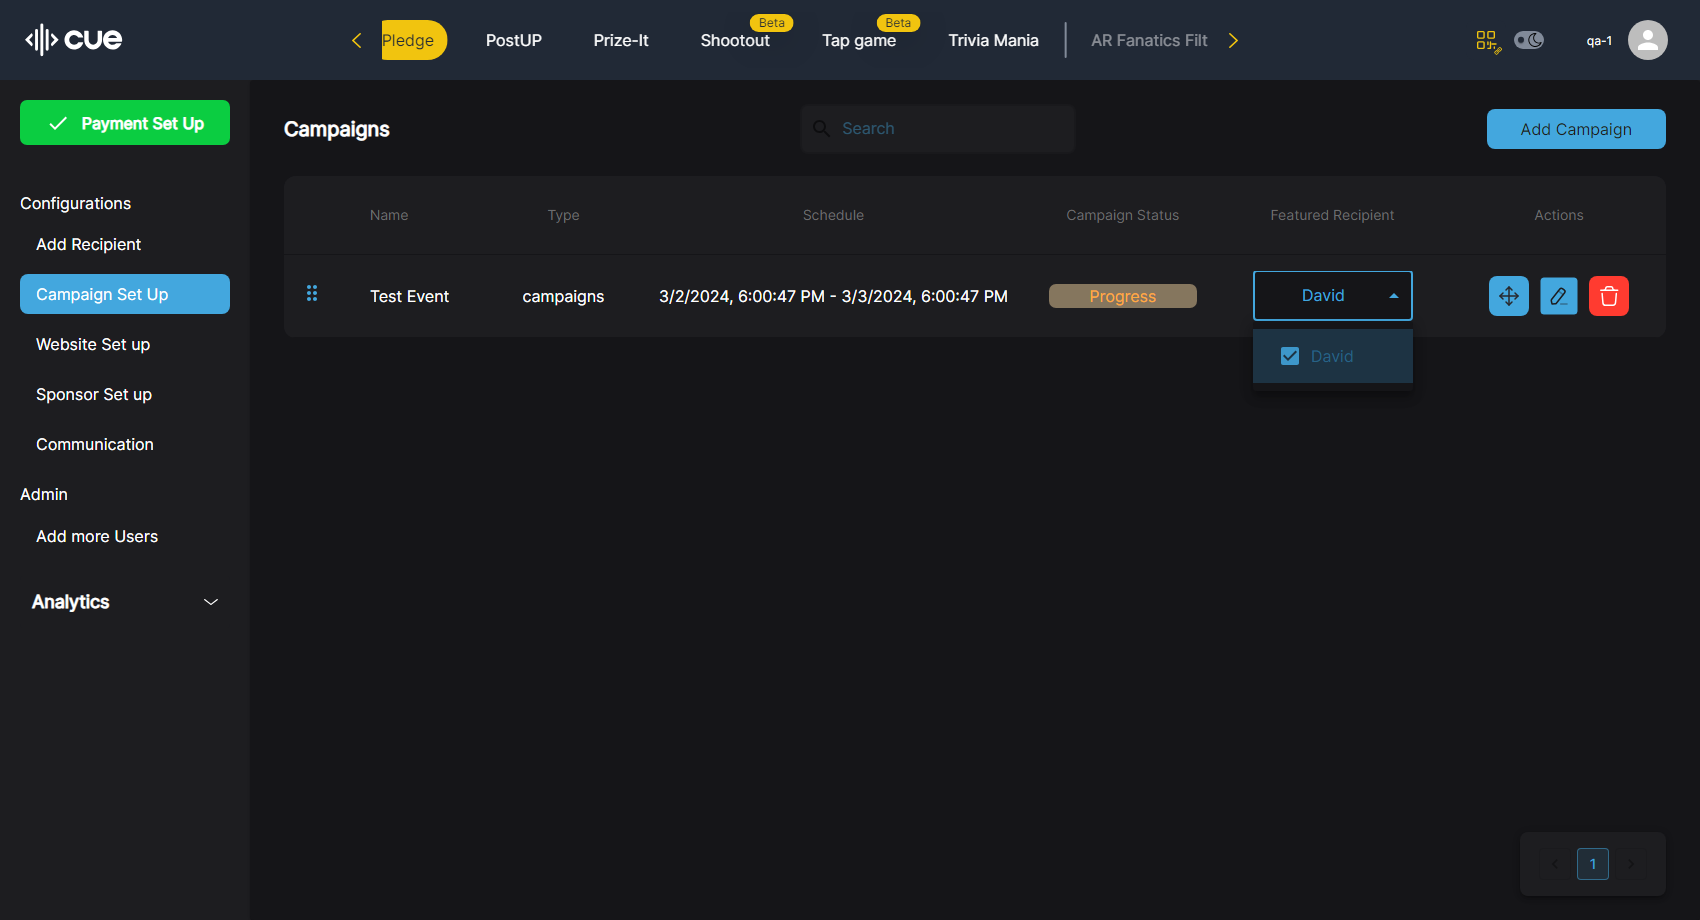 cue
Pledge
PostUP
Prize-It
Shootout
Beta
Tap game
Beta
Trivia Mania
AR Fanatics Filt
qa-1
Payment Set Up
Configurations
Add Recipient
Campaign Set Up
Website Set up
Sponsor Set up
Communication
Admin
Add more Users
Analytics
Campaigns
Search
Add Campaign
Name Type Schedule Campaign Status Featured Recipient Actions
Test Event campaigns 3/2/2024, 6:00:47 PM - 3/3/2024, 6:00:47 PM Progress David
David
1